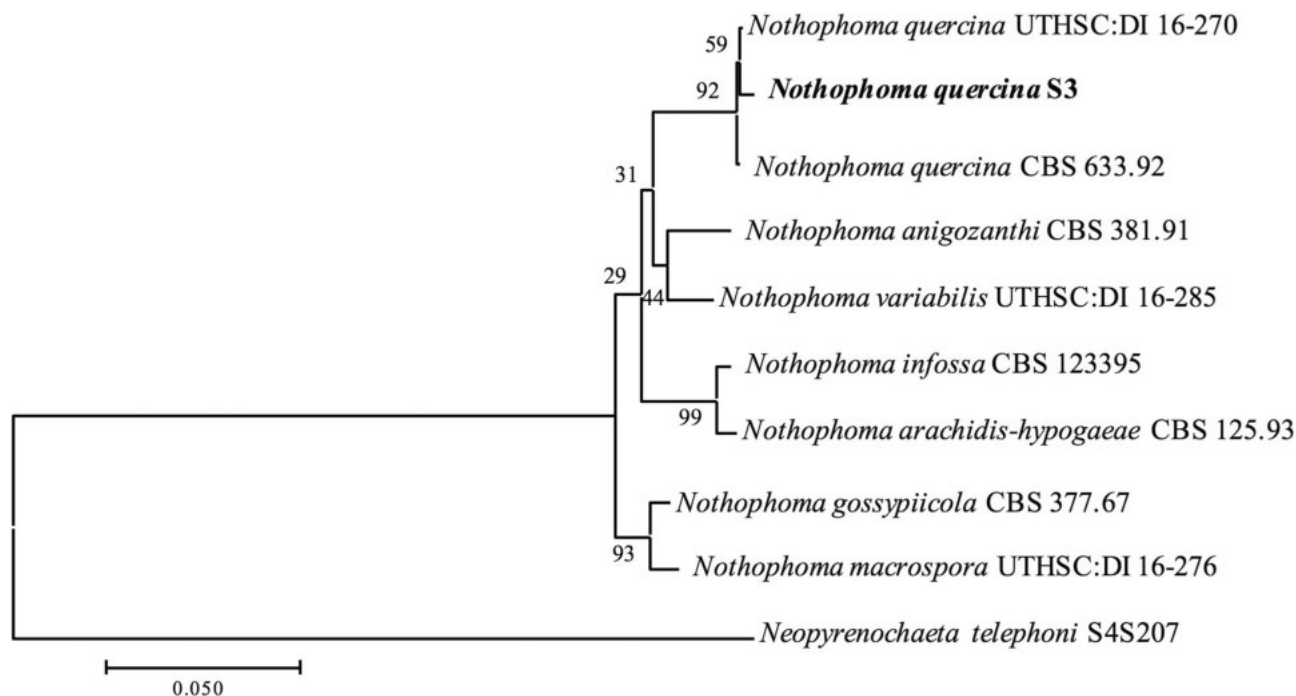 Nothophoma quercina UTHSC:DI 16-270
59
Nothophoma quercina S3
92
Nothophoma quercina CBS 633.92
31
Nothophoma anigozanthi CBS 381.91
29
44
Nothophoma variabilis UTHSC:DI 16-285
Nothophoma infossa CBS 123395
99
Nothophoma arachidis-hypogaeae CBS 125.93
Nothophoma gossypiicola CBS 377.67
93
Nothophoma macrospora UTHSC:DI 16-276
Neopyrenochaeta telephoni S4S207
0.050